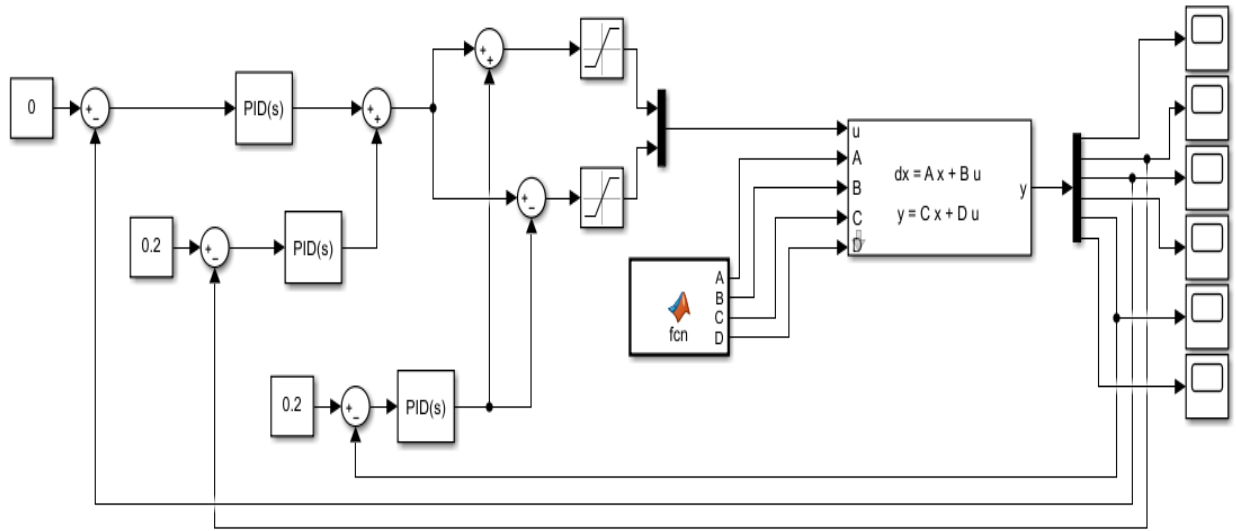 0
+
−
PID(s)
+
+
+
+
+
−
0.2
+
−
PID(s)
0.2
+
−
PID(s)
fcn
A
B
C
D
u
A
B
C
D
dx = A x + B u
y = C x + D u
y